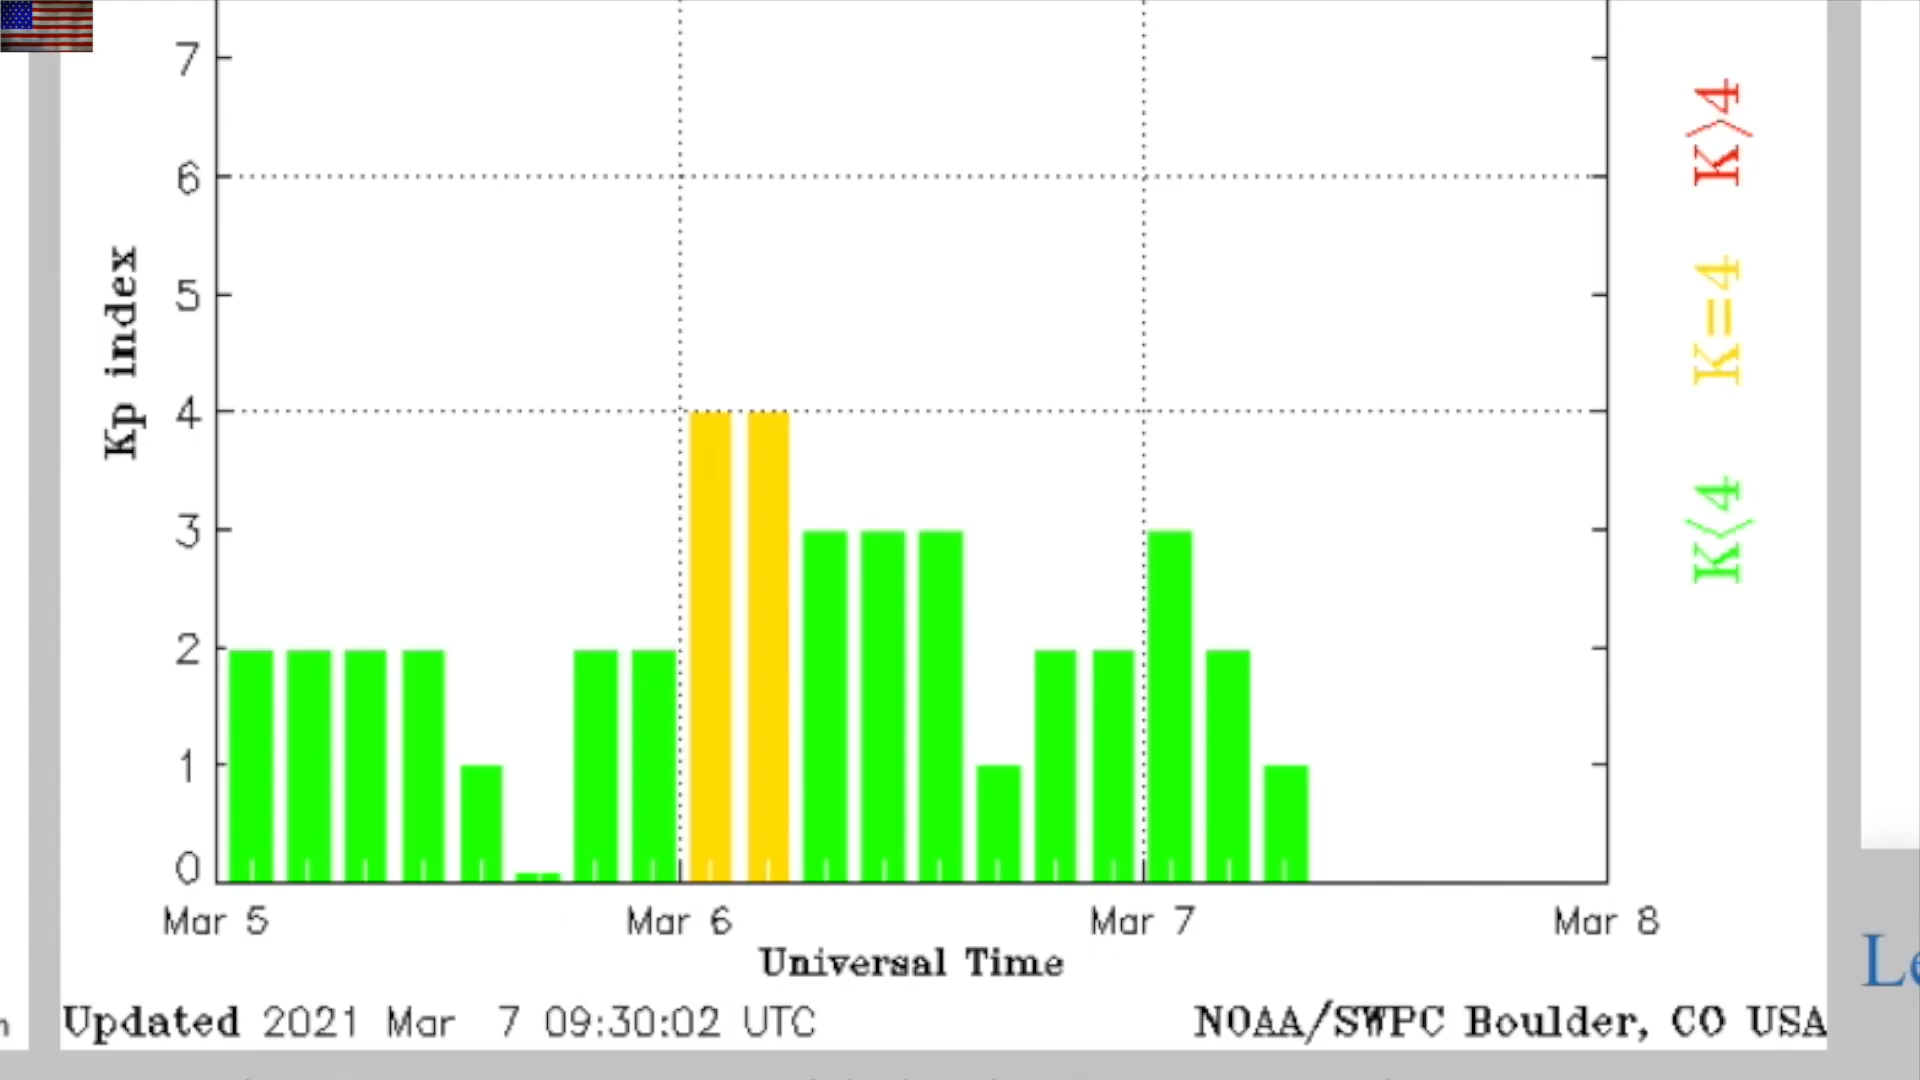 7
6
5
4
3
2
1
0
Kp index
Mar 5
Mar 6
Mar 7
Mar 8
Universal Time
Updated 2021 Mar 7 09:30:02 UTC
NOAA/SWPC Boulder, CO USA
K<4
K=4
K>4
Le